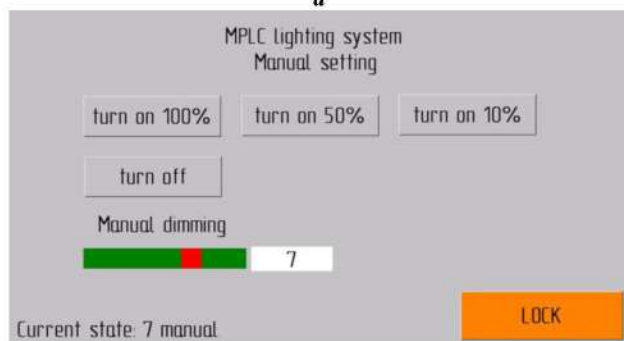 a
MPLC lighting system
Manual setting
turn on 100% turn on 50% turn on 10%
turn off
Manual dimming
7
Current state: 7 manual
LOCK